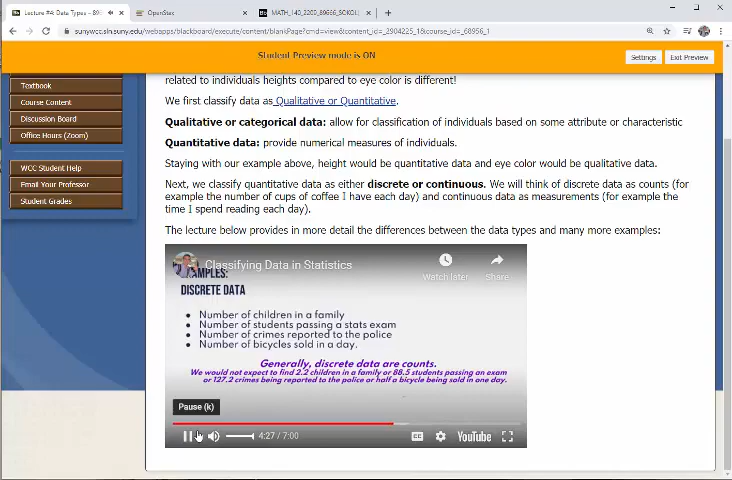 Lecture #4: Data Types – 896
OpenStax
MATH_140_2209_89666_SOKOL
sunywcc.sln.suny.edu/webapps/blackboard/execute/content/blankPage?cmd=view&content_id=_2904225_1&course_id=_68956_1
Student Preview mode is ON
Settings
Exit Preview
Textbook
Course Content
Discussion Board
Office Hours (Zoom)
WCC Student Help
Email Your Professor
Student Grades
related to individuals heights compared to eye color is different!
We first classify data as Qualitative or Quantitative.
Qualitative or categorical data: allow for classification of individuals based on some attribute or characteristic
Quantitative data: provide numerical measures of individuals.
Staying with our example above, height would be quantitative data and eye color would be qualitative data.
Next, we classify quantitative data as either discrete or continuous. We will think of discrete data as counts (for
example the number of cups of coffee I have each day) and continuous data as measurements (for example the
time I spend reading each day).
The lecture below provides in more detail the differences between the data types and many more examples:
Classifying Data in Statistics
Watch later
Share
DISCRETE DATA
Number of children in a family
Number of students passing a stats exam
Number of crimes reported to the police
Number of bicycles sold in a day.
Generally, discrete data are counts.
We would not expect to find 2.2 children in a family or 88.5 students passing an exam
or 127.2 crimes being reported to the police or half a bicycle being sold in one day.
Pause (k)
4:27 / 7:00
CC
YouTube